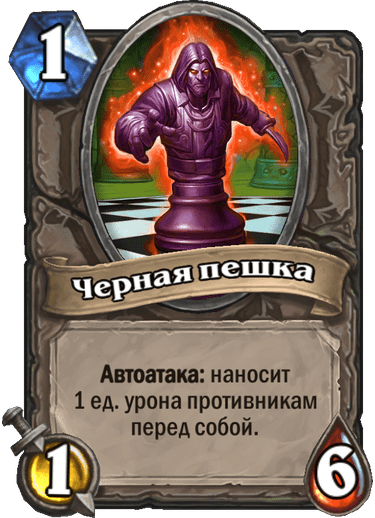 1
Черная пешка
Автоатака: наносит
1 ед. урона противникам
перед собой.
1
6